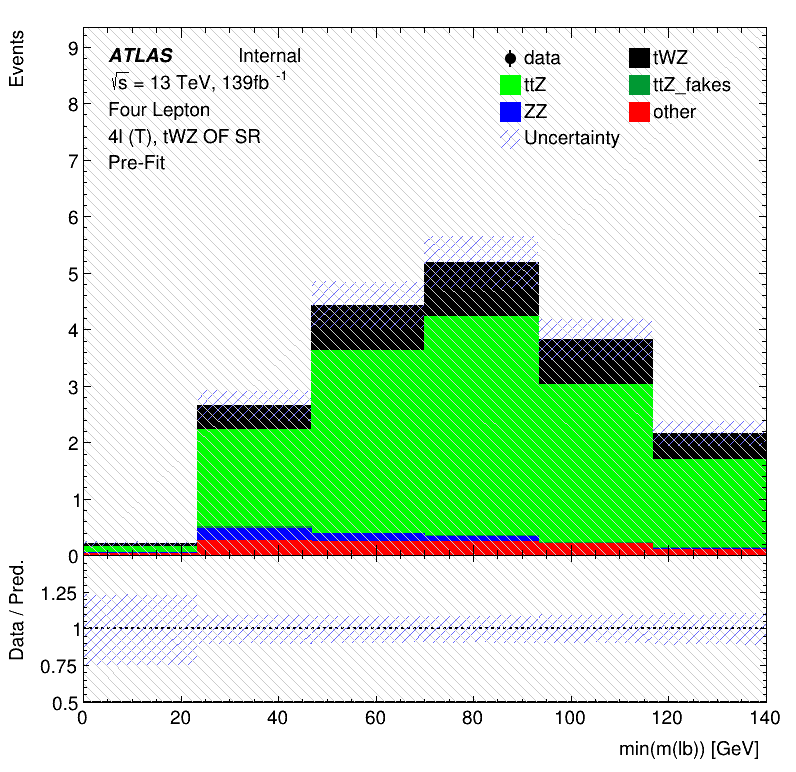 Events
9
8
7
6
5
4
3
2
1
0
ATLAS Internal
√s = 13 TeV, 139fb -1
Four Lepton
4l (T), tWZ OF SR
Pre-Fit
data tWZ
ttZ ttZ_fakes
ZZ other
Uncertainty
Data / Pred.
1.25
1
0.75
0.5
0 20 40 60 80 100 120 140
min(m(lb)) [GeV]